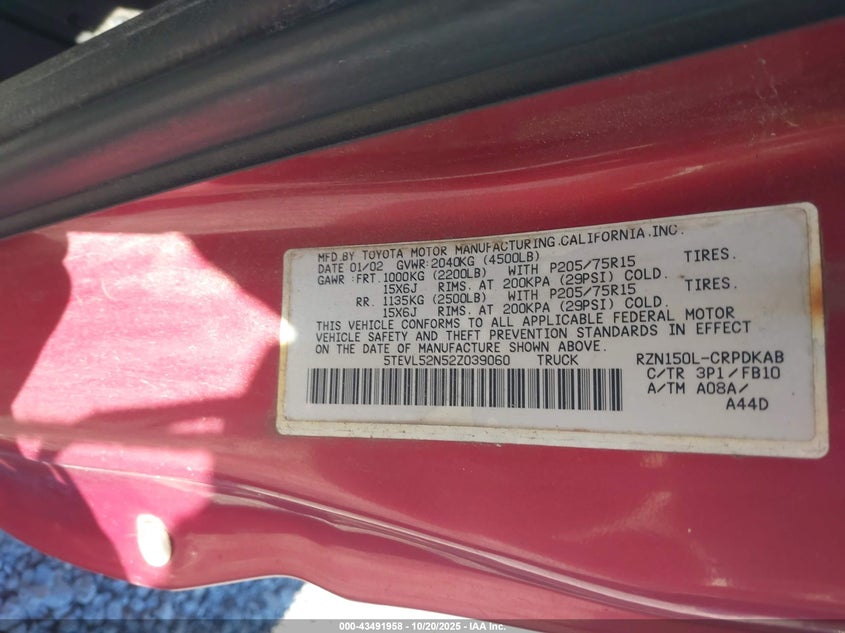 MFD.BY TOYOTA MOTOR MANUFACTURING,CALIFORNIA,INC.
DATE 01/02 GVWR:2040KG (4500LB)
GAWR :FRT.1000KG (2200LB) WITH P205/75R15 TIRES.
15X6J RIMS. AT 200KPA (29PSI) COLD.
RR. 1135KG (2500LB) WITH P205/75R15 TIRES.
15X6J RIMS. AT 200KPA (29PSI) COLD.
THIS VEHICLE CONFORMS TO ALL APPLICABLE FEDERAL MOTOR
VEHICLE SAFETY AND THEFT PREVENTION STANDARDS IN EFFECT
ON THE DATE OF MANUFACTURE SHOWN ABOVE.
5TEVL52N52Z039060 TRUCK RZN150L-CRPDKAB
C/TR 3P1/FB10
A/TM A08A/
A44D
000-43491958 | 10/20/2025 | IAA Inc.